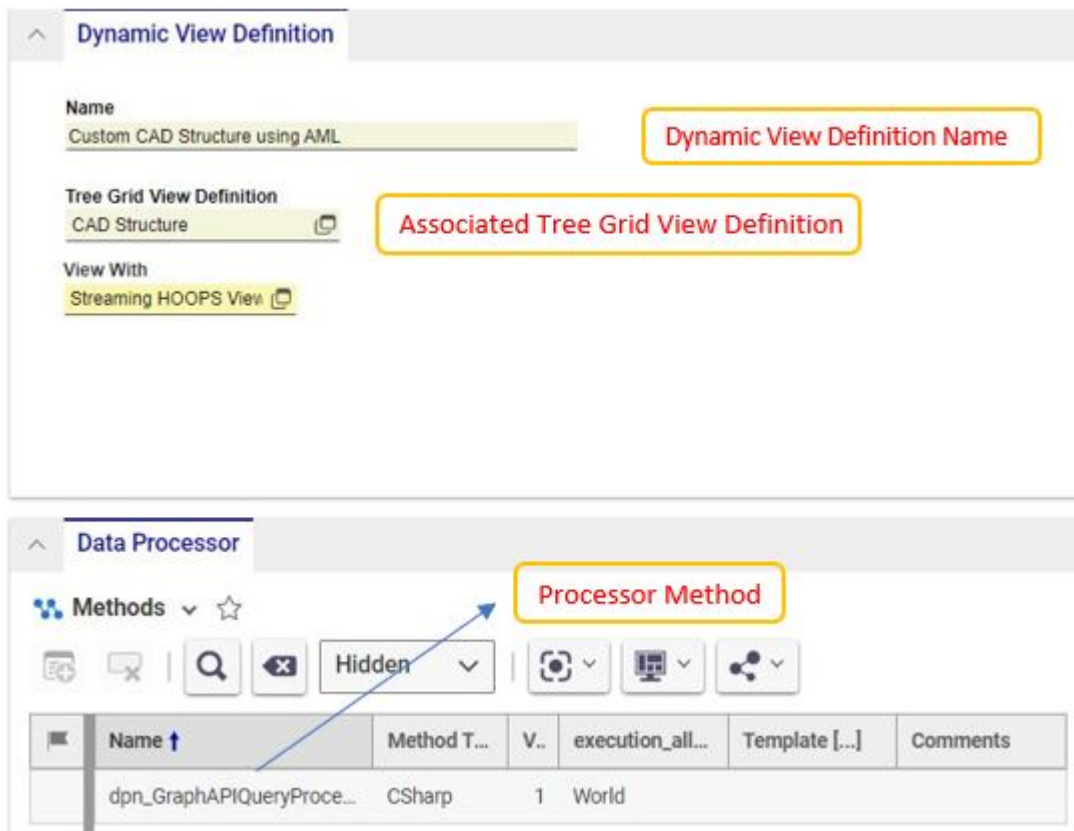 Dynamic View Definition
Name
Custom CAD Structure using AML
Dynamic View Definition Name
Tree Grid View Definition
CAD Structure
Associated Tree Grid View Definition
View With
Streaming HOOPS View
Data Processor
Processor Method
Methods
Hidden
Name Method T... V.. execution_all... Template [...] Comments
dpn_GraphAPIQueryProce... CSharp 1 World